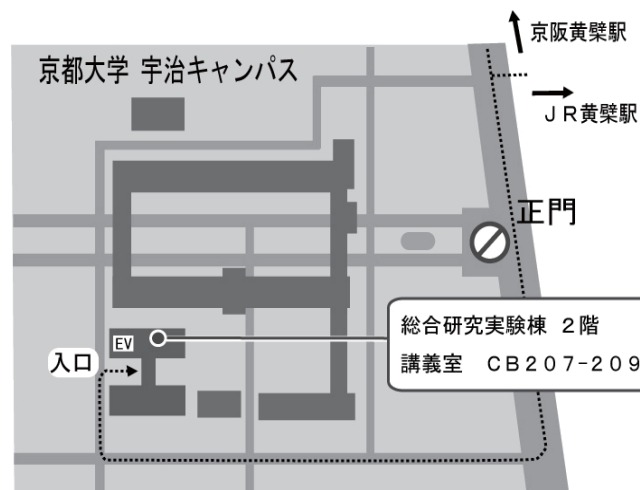 京阪黄檗駅
京都大学 宇治キャンパス
JR黄檗駅
正門
総合研究実験棟 2階
EV
入口
講義室 CB207-209